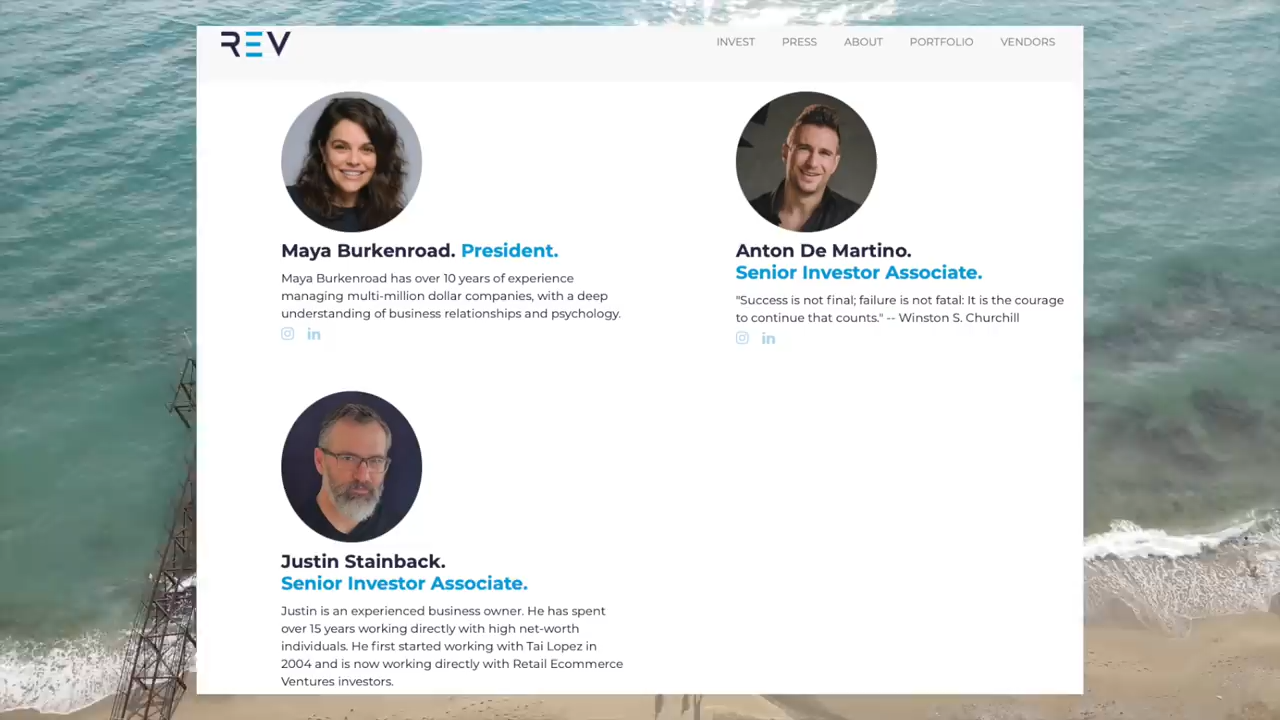 REV
INVEST PRESS ABOUT PORTFOLIO VENDORS
Maya Burkenroad. President.
Maya Burkenroad has over 10 years of experience
managing multi-million dollar companies, with a deep
understanding of business relationships and psychology.
in
Anton De Martino.
Senior Investor Associate.
"Success is not final; failure is not fatal: It is the courage
to continue that counts." -- Winston S. Churchill
in
Justin Stainback.
Senior Investor Associate.
Justin is an experienced business owner. He has spent
over 15 years working directly with high net-worth
individuals. He first started working with Tai Lopez in
2004 and is now working directly with Retail Ecommerce
Ventures investors.